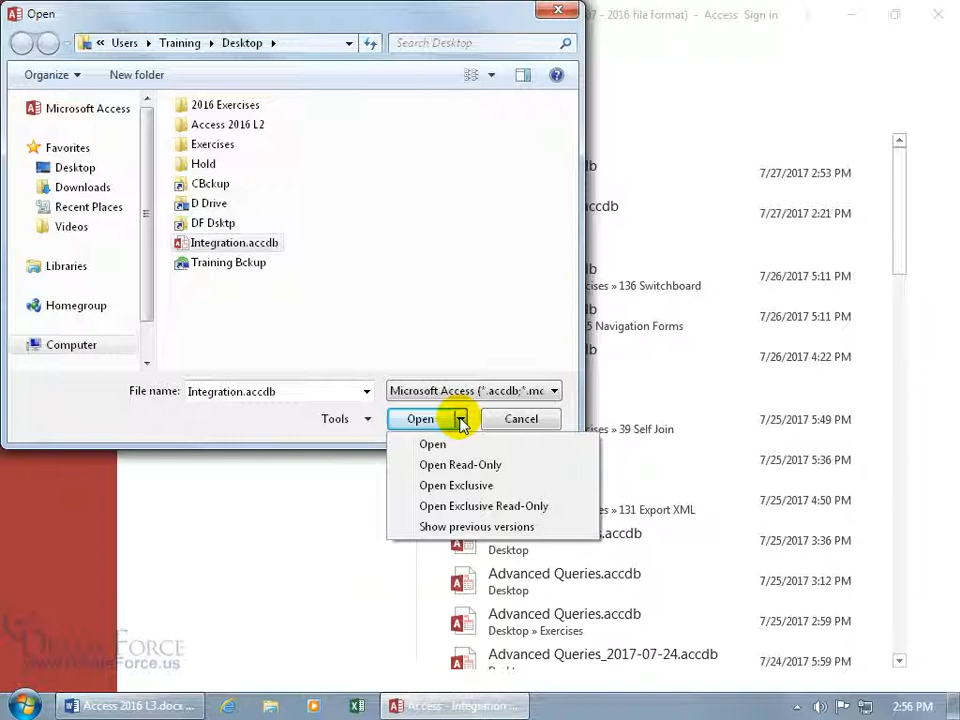 Open
07 - 2016 file format) - Access Sign in
« Users Training Desktop
Search Desktop...
Organize
New folder
Microsoft Access
Favorites
Desktop
Downloads
Recent Places
Videos
Libraries
Homegroup
Computer
2016 Exercises
Access 2016 L2
Exercises
Hold
CBckup
D Drive
DF Dsktp
Integration.accdb
Training Bckup
File name: Integration.accdb
Microsoft Access (*.accdb;*.mc
Tools
Open
Cancel
Open
Open Read-Only
Open Exclusive
Open Exclusive Read-Only
Show previous versions
db 7/27/2017 2:53 PM
ccdb 7/27/2017 2:21 PM
db 7/26/2017 5:11 PM
ises » 136 Switchboard
db 7/26/2017 5:11 PM
5 Navigation Forms
db 7/26/2017 4:22 PM
7/25/2017 5:49 PM
ises » 39 Self Join
7/25/2017 5:36 PM
7/25/2017 4:50 PM
ises » 131 Export XML
s.accdb 7/25/2017 3:36 PM
Desktop
Advanced Queries.accdb 7/25/2017 3:12 PM
Desktop
Advanced Queries.accdb 7/25/2017 2:59 PM
Desktop » Exercises
Advanced Queries_2017-07-24.accdb 7/24/2017 5:59 PM
www.DreamForce.us
Access 2016 L3.docx ...
Access - Integration ...
2:56 PM